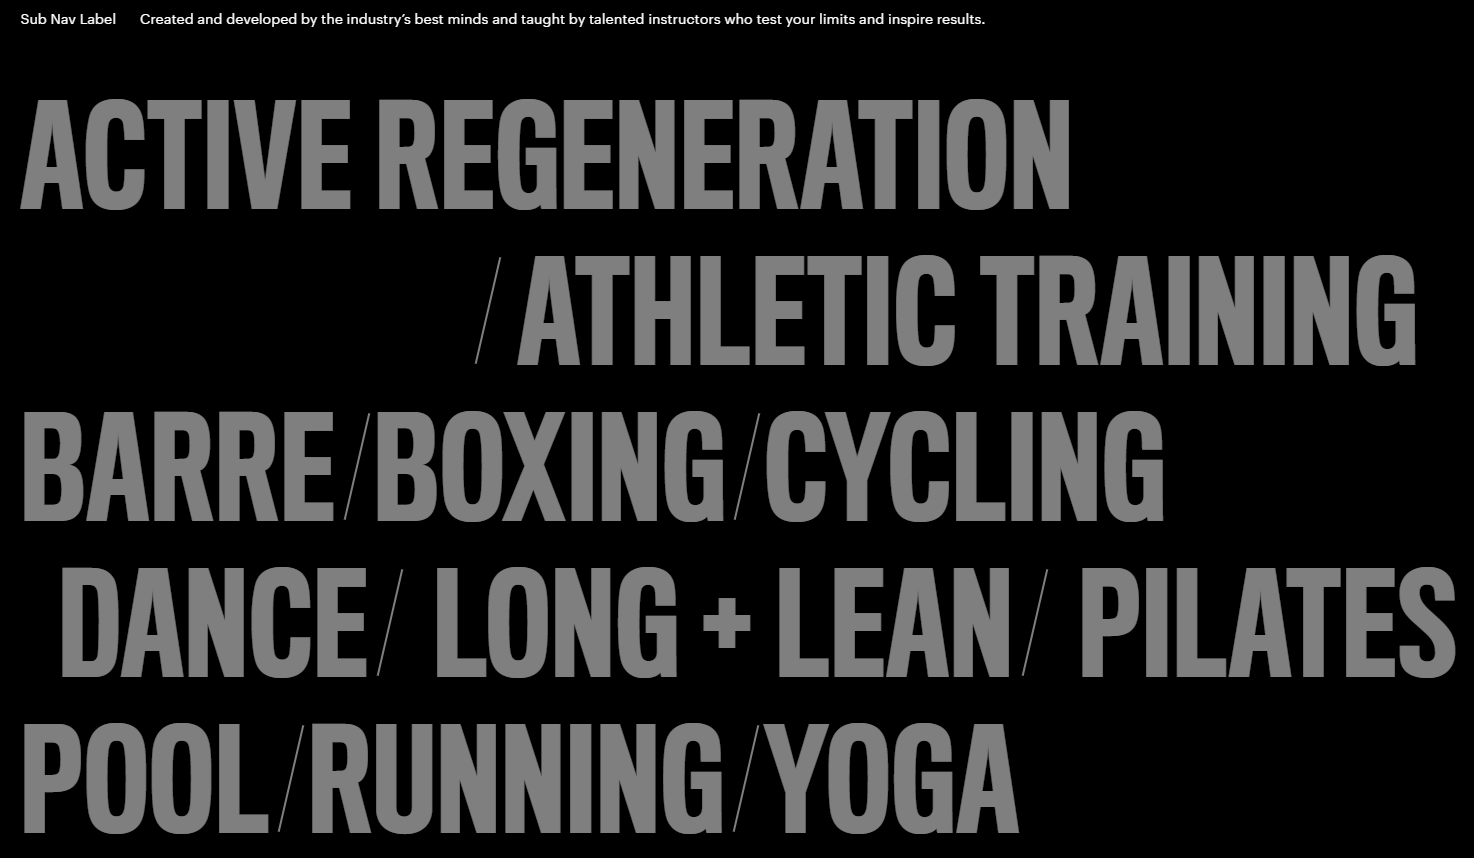 Sub Nav Label Created and developed by the industry’s best minds and taught by talented instructors who test your limits and inspire results.
ACTIVE REGENERATION
/ ATHLETIC TRAINING
BARRE / BOXING / CYCLING
DANCE / LONG + LEAN / PILATES
POOL / RUNNING / YOGA